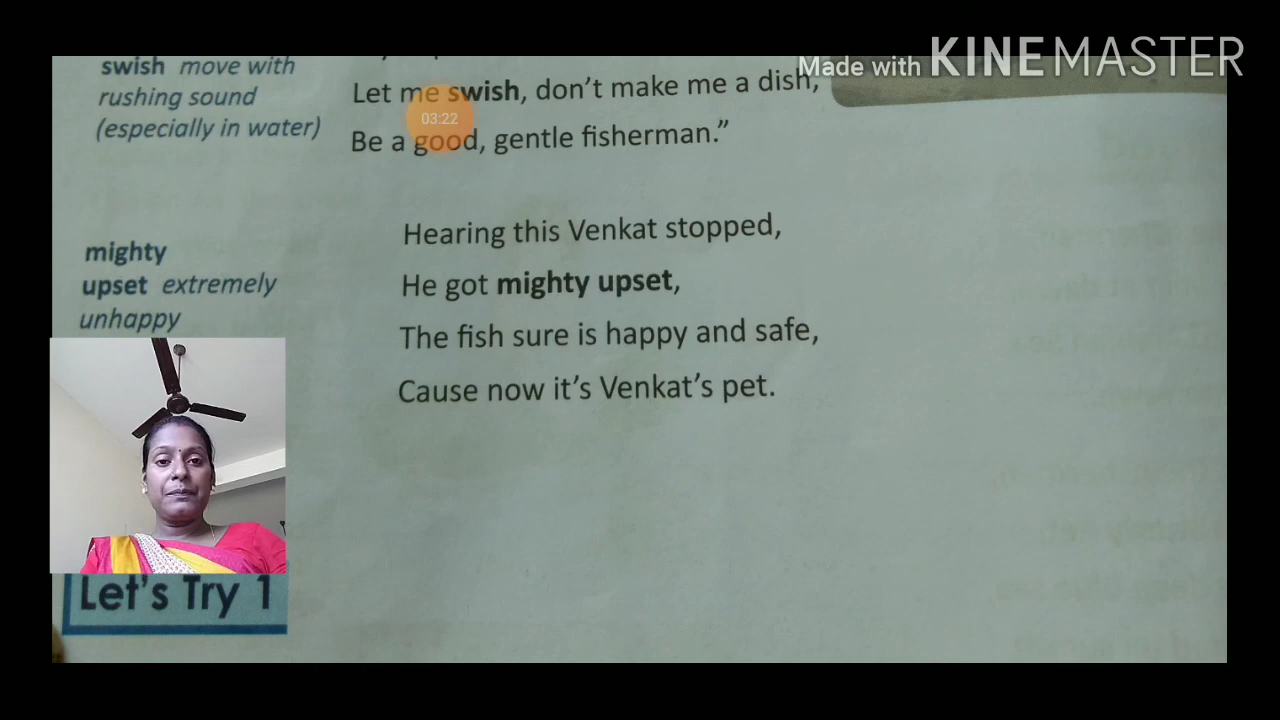 Made with KINEMASTER
swish move with
rushing sound
(especially in water)
Let me swish, don't make me a dish,
03:22
Be a good, gentle fisherman."
Hearing this Venkat stopped,
mighty
upset extremely
unhappy
He got mighty upset,
The fish sure is happy and safe,
Cause now it's Venkat's pet.
Let's Try 1